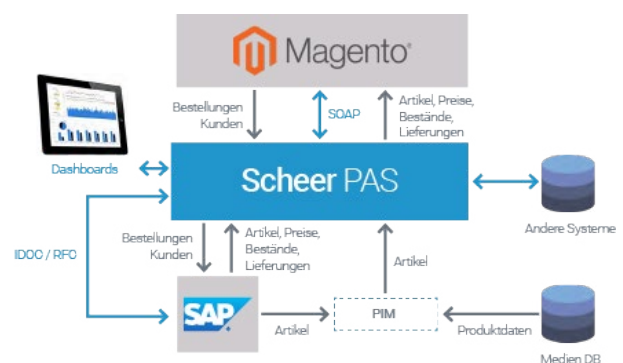 Magento®
Bestellungen
Kunden
SOAP
Artikel, Preise,
Bestände,
Lieferungen
Dashboards
Scheer PAS
Andere Systeme
IDOC / RFC
Bestellungen
Kunden
Artikel, Preise,
Bestände,
Lieferungen
Artikel
SAP
Artikel
PIM
Produktdaten
Medien DB